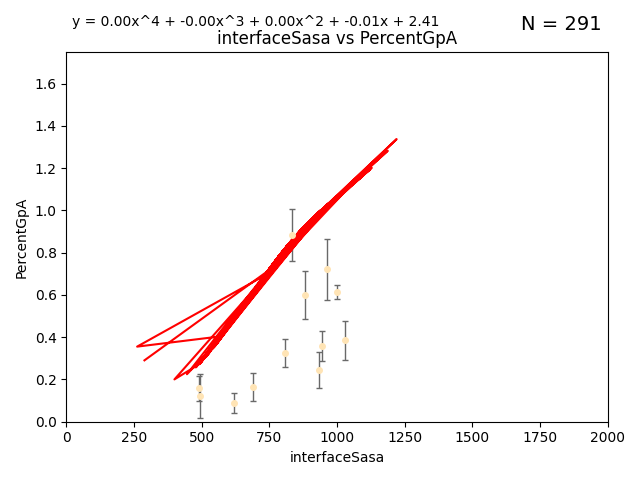 y = 0.00x^4 + -0.00x^3 + 0.00x^2 + -0.01x + 2.41
N = 291
interfaceSasa vs PercentGpA
PercentGpA
1.6
1.4
1.2
1.0
0.8
0.6
0.4
0.2
0.0
0 250 500 750 1000 1250 1500 1750 2000
interfaceSasa